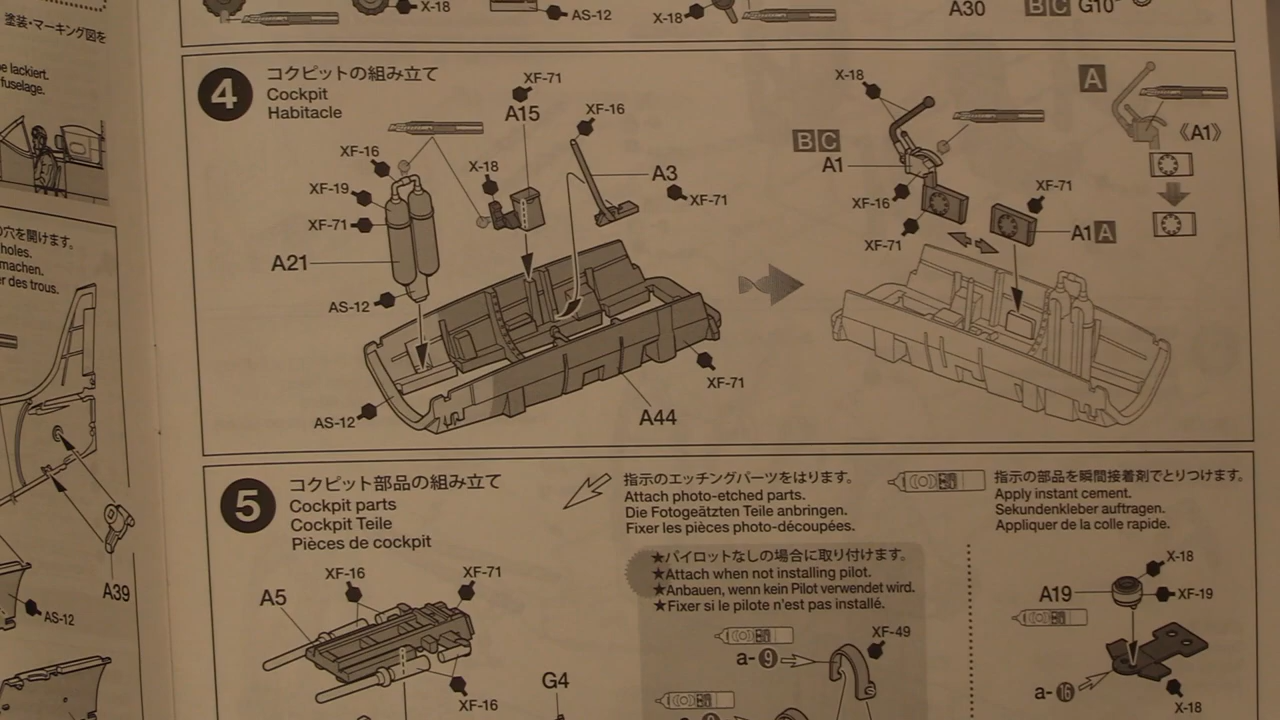 X-18
AS-12
X-18
A30
B C G10
塗装・マーキング図を
lackiert.
fuselage.
の穴を開けます。
holes.
machen.
des trous.
A39
AS-12
4
コクピットの組み立て
Cockpit
Habitacle
XF-71
A15
XF-16
XF-16
X-18
A3
XF-71
XF-19
XF-71
A21
AS-12
XF-71
AS-12
A44
X-18
B C
A1
XF-16
XF-71
XF-71
A1 A
A
《A1》
5
コクピット部品の組み立て
Cockpit parts
Cockpit Teile
Pièces de cockpit
指示のエッチングパーツをはります。
Attach photo-etched parts.
Die Fotogeätzten Teile anbringen.
Fixer les pièces photo-découpées.
指示の部品を瞬間接着剤でとりつけます。
Apply instant cement.
Sekundenkleber auftragen.
Appliquer de la colle rapide.
★パイロットなしの場合に取り付けます。
★Attach when not installing pilot.
★Anbauen, wenn kein Pilot verwendet wird.
★Fixer si le pilote n'est pas installé.
XF-16
XF-71
A5
XF-16
G4
XF-49
a-9
X-18
A19
XF-19
a-16
X-18